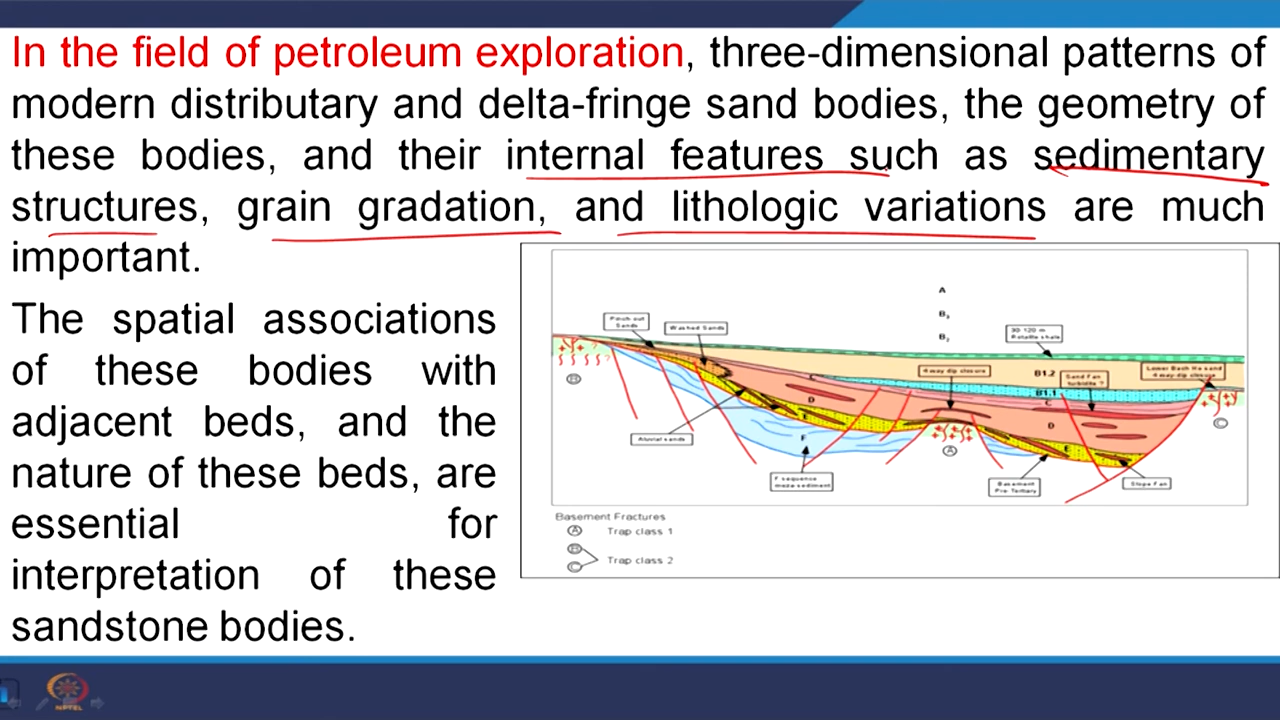 In the field of petroleum exploration, three-dimensional patterns of
modern distributary and delta-fringe sand bodies, the geometry of
these bodies, and their internal features such as sedimentary
structures, grain gradation, and lithologic variations are much
important.
The spatial associations
of these bodies with
adjacent beds, and the
nature of these beds, are
essential for
interpretation of these
sandstone bodies.
A
B
B
Pinch out
Sands
Washed Sands
30-120 m
shale
4 way dip closure
B1.2
Sand Fan
turbidite ?
Lower Bach Ho sand
4 way dip closure
B1.1
C
D
D
E
E
F
B
A
C
Alluvial sands
F sequence
sediment
Basement
Pre Tertiary
Slope Fan
Basement Fractures
A Trap class 1
B
Trap class 2
C
NPTEL